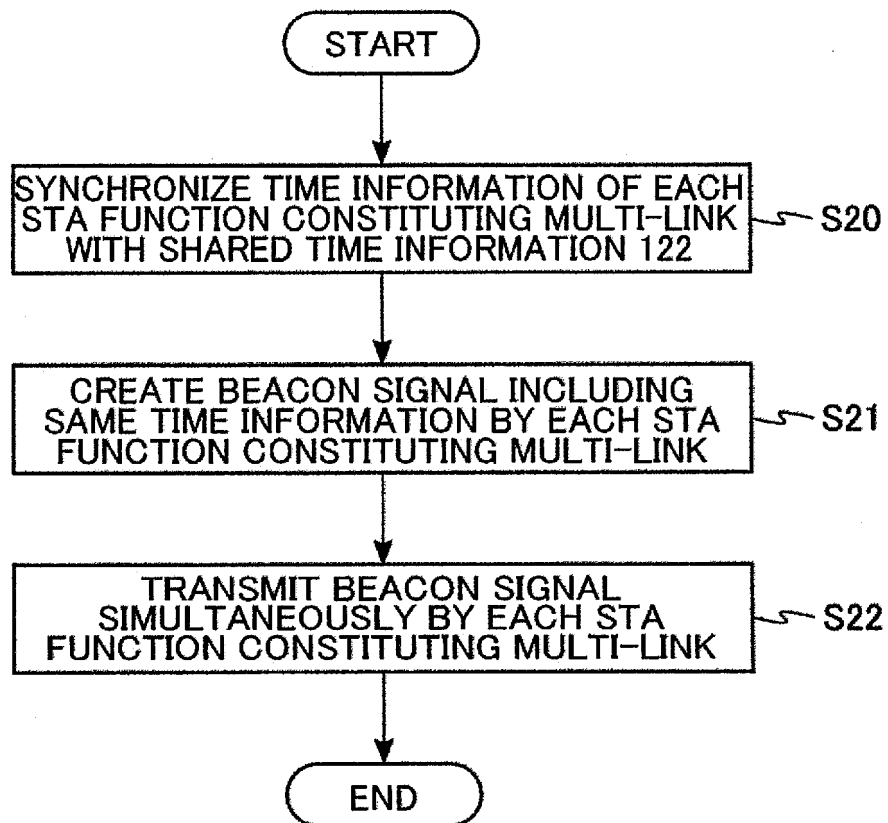 START
SYNCHRONIZE TIME INFORMATION OF EACH
STA FUNCTION CONSTITUTING MULTI-LINK
WITH SHARED TIME INFORMATION 122
S20
CREATE BEACON SIGNAL INCLUDING
SAME TIME INFORMATION BY EACH STA
FUNCTION CONSTITUTING MULTI-LINK
S21
TRANSMIT BEACON SIGNAL
SIMULTANEOUSLY BY EACH STA
FUNCTION CONSTITUTING MULTI-LINK
S22
END